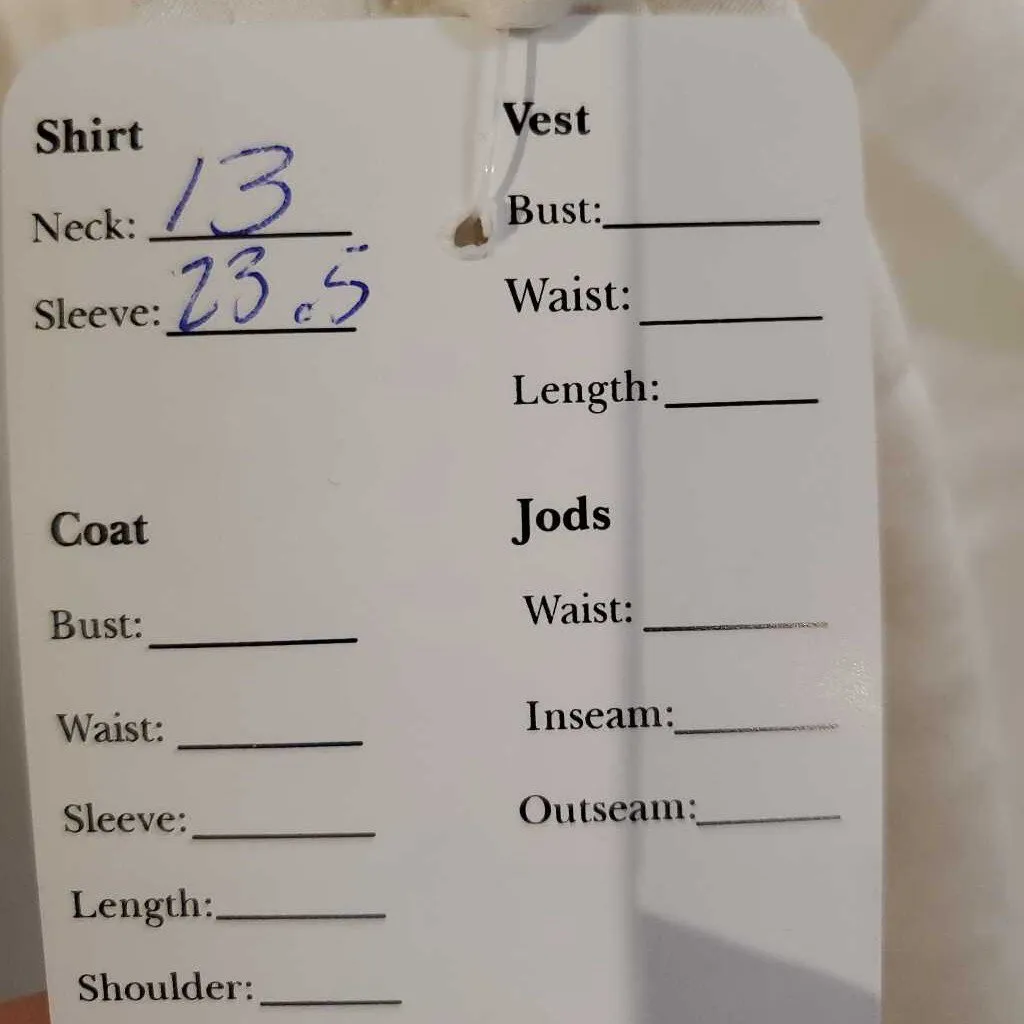 Shirt
Neck: 13
Sleeve: 23.5
Vest
Bust:
Waist:
Length:
Coat
Bust:
Waist:
Sleeve:
Length:
Shoulder:
Jods
Waist:
Inseam:
Outseam: